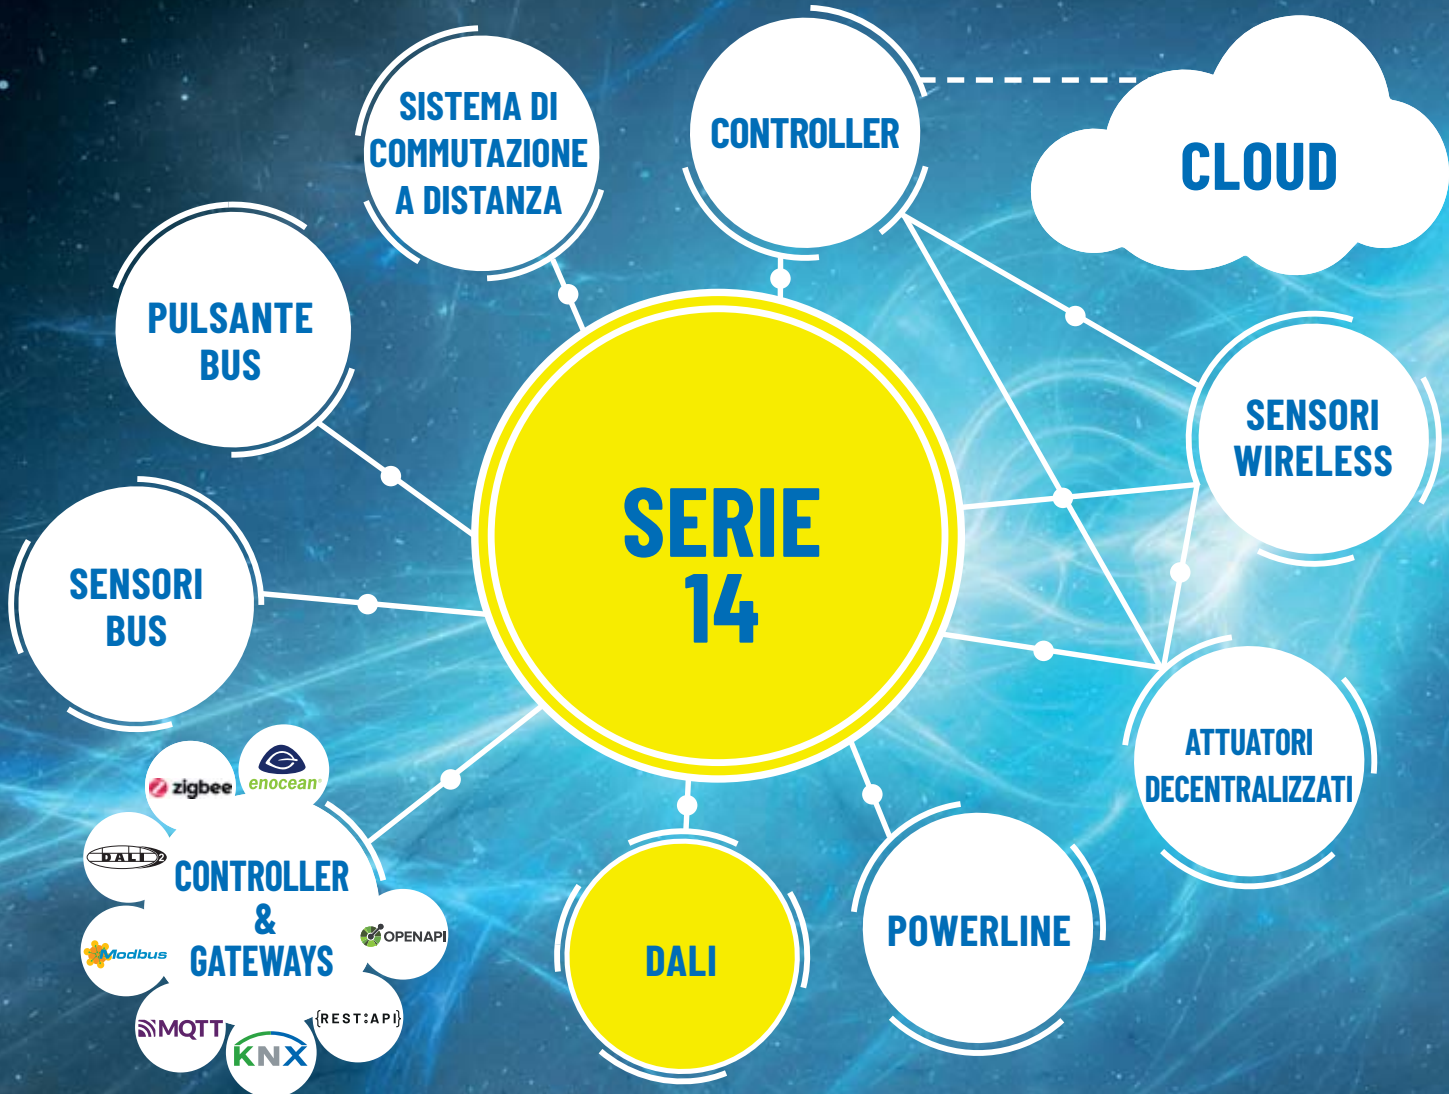 SISTEMA DI
COMMUTAZIONE
A DISTANZA
CONTROLLER
CLOUD
PULSANTE
BUS
SENSORI
WIRELESS
SERIE
14
SENSORI
BUS
ATTUATORI
DECENTRALIZZATI
zigbee
enocean®
DALI 2
CONTROLLER
&
GATEWAYS
OPENAPI
Modbus
MQTT
KNX
{REST:API}
DALI
POWERLINE